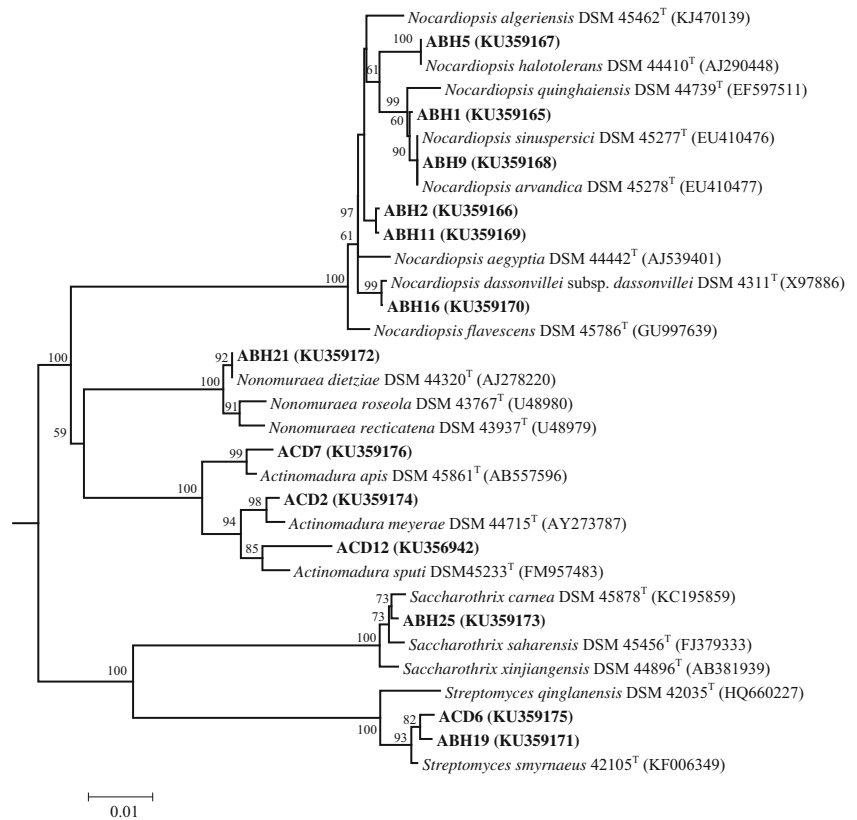 Nocardiopsis algeriensis DSM 45462T (KJ470139)
100 ABH5 (KU359167)
61 Nocardiopsis halotolerans DSM 44410T (AJ290448)
Nocardiopsis quinghaiensis DSM 44739T (EF597511)
99
60 ABH1 (KU359165)
Nocardiopsis sinuspersici DSM 45277T (EU410476)
90 ABH9 (KU359168)
Nocardiopsis arvandica DSM 45278T (EU410477)
97 ABH2 (KU359166)
61 ABH11 (KU359169)
Nocardiopsis aegyptia DSM 44442T (AJ539401)
100 99 Nocardiopsis dassonvillei subsp. dassonvillei DSM 4311T (X97886)
ABH16 (KU359170)
Nocardiopsis flavescens DSM 45786T (GU997639)
100 92 ABH21 (KU359172)
100 Nonomuraea dietziae DSM 44320T (AJ278220)
91 Nonomuraea roseola DSM 43767T (U48980)
59 Nonomuraea recticatena DSM 43937T (U48979)
99 ACD7 (KU359176)
100 Actinomadura apis DSM 45861T (AB557596)
98 ACD2 (KU359174)
94 Actinomadura meyerae DSM 44715T (AY273787)
85 ACD12 (KU356942)
Actinomadura sputi DSM45233T (FM957483)
73 Saccharothrix carnea DSM 45878T (KC195859)
73 ABH25 (KU359173)
100 Saccharothrix saharensis DSM 45456T (FJ379333)
100 Saccharothrix xinjiangensis DSM 44896T (AB381939)
Streptomyces qinglanensis DSM 42035T (HQ660227)
100 82 ACD6 (KU359175)
93 ABH19 (KU359171)
Streptomyces smyrnaeus 42105T (KF006349)
0.01